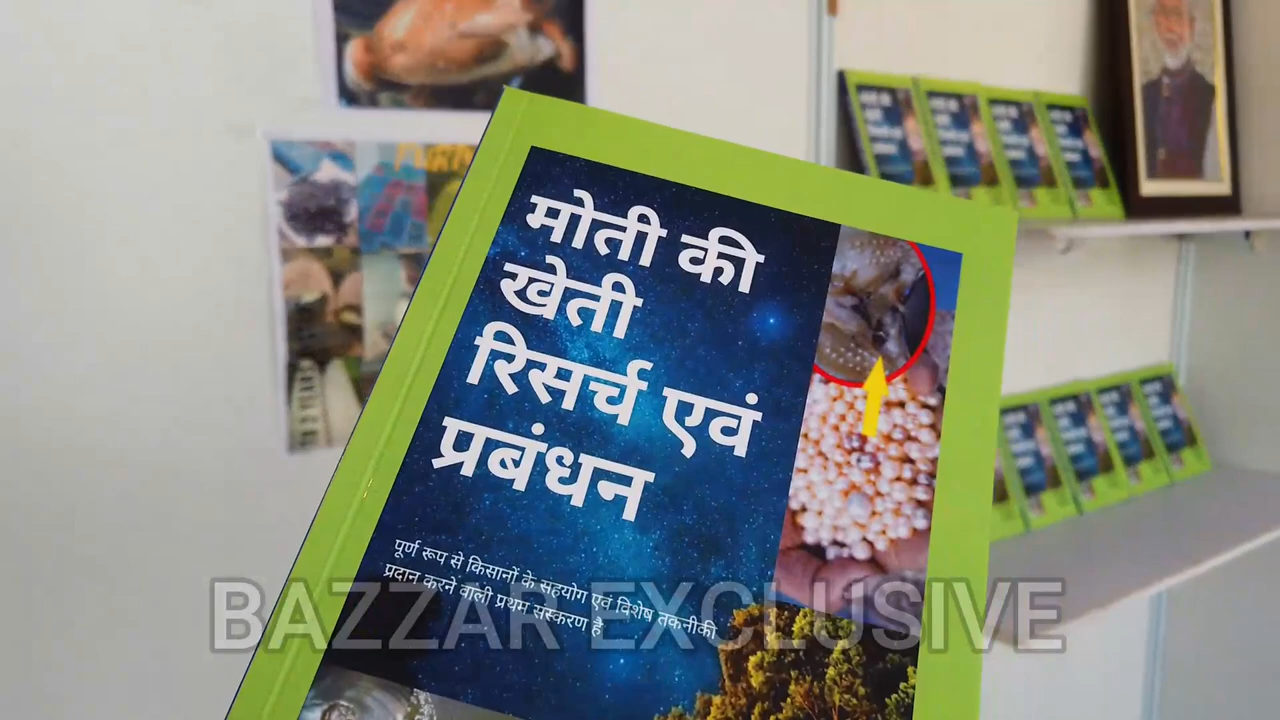 मोती की
खेती
रिसर्च एवं
प्रबंधन
पूर्ण रूप से किसानों के सहयोग एवं विशेष तकनीकी
प्रदान करने वाली प्रथम संस्करण है
BAZZAR EXCLUSIVE